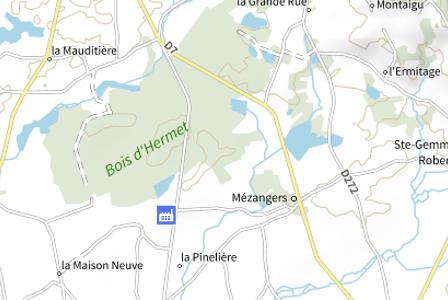 la Grande Rue
Montaigu
la Mauditière
D7
l'Ermitage
Bois d'Hermet
Ste-Gemm
Rober
D272
Mézangers
la Pinelière
la Maison Neuve